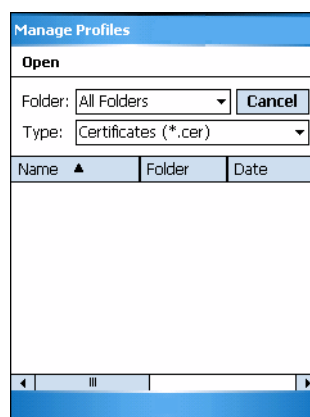 Manage Profiles
Open
Folder: All Folders Cancel
Type: Certificates (*.cer)
Name Folder Date